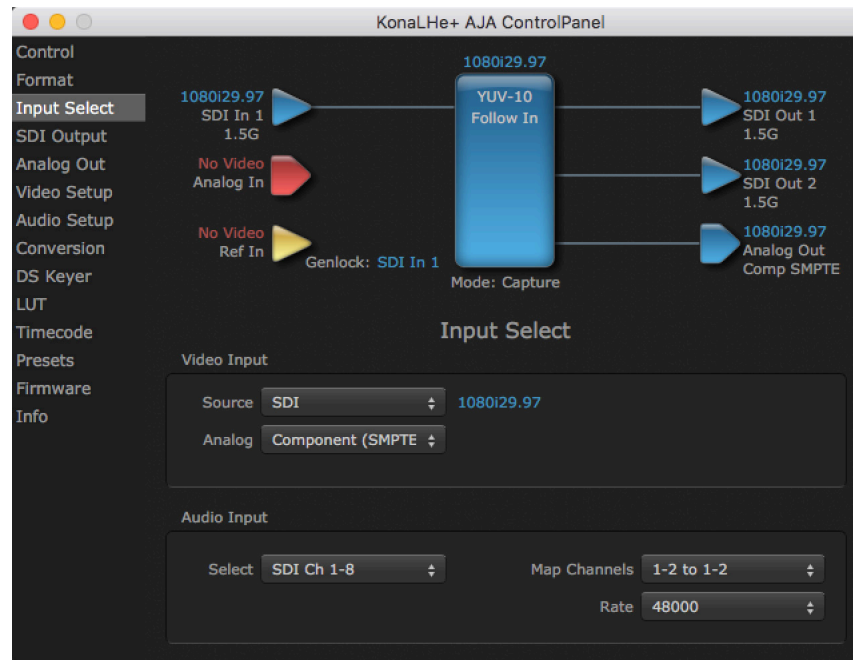 KonaLHe+ AJA ControlPanel
Control
Format
Input Select
SDI Output
Analog Out
Video Setup
Audio Setup
Conversion
DS Keyer
LUT
Timecode
Presets
Firmware
Info
1080i29.97
SDI In 1
1.5G
No Video
Analog In
No Video
Ref In
Genlock: SDI In 1
1080i29.97
YUV-10
Follow In
Mode: Capture
1080i29.97
SDI Out 1
1.5G
1080i29.97
SDI Out 2
1.5G
1080i29.97
Analog Out
Comp SMPTE
Input Select
Video Input
Source SDI 1080i29.97
Analog Component (SMPTE
Audio Input
Select SDI Ch 1-8 Map Channels 1-2 to 1-2
Rate 48000